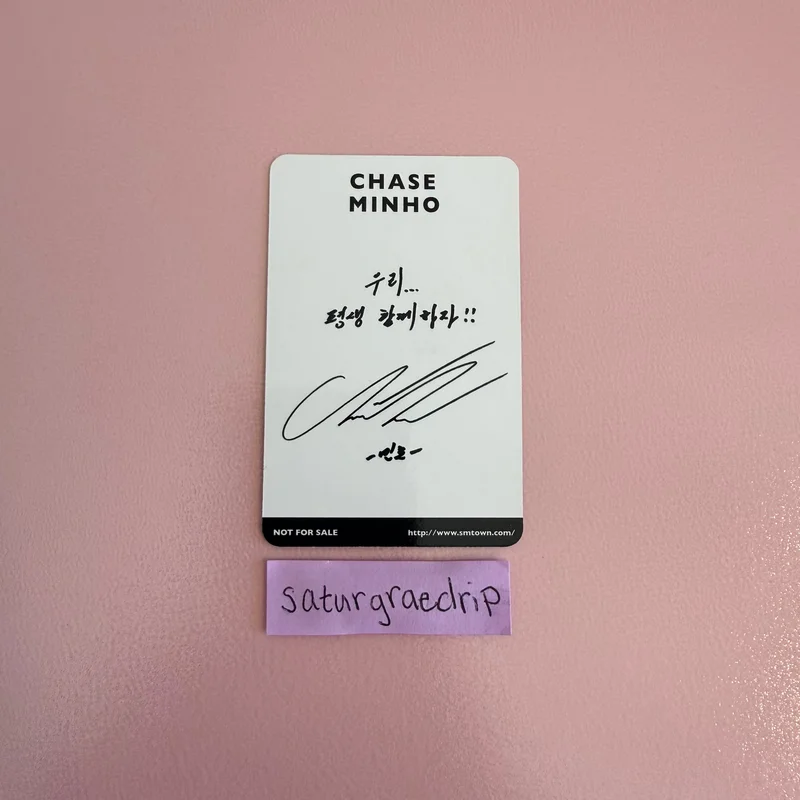 CHASE
MINHO
우리...
평생 함께하자!!
-민호-
NOT FOR SALE
http://www.smtown.com/
saturgraedrip